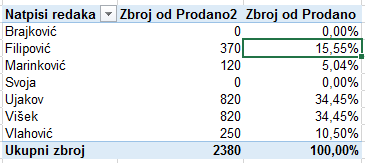 Natpisi redaka Zbroj od Prodano2 Zbroj od Prodano
Brajković 0 0,00%
Filipović 370 15,55%
Marinković 120 5,04%
Svoja 0 0,00%
Ujakov 820 34,45%
Višek 820 34,45%
Vlahović 250 10,50%
Ukupni zbroj 2380 100,00%